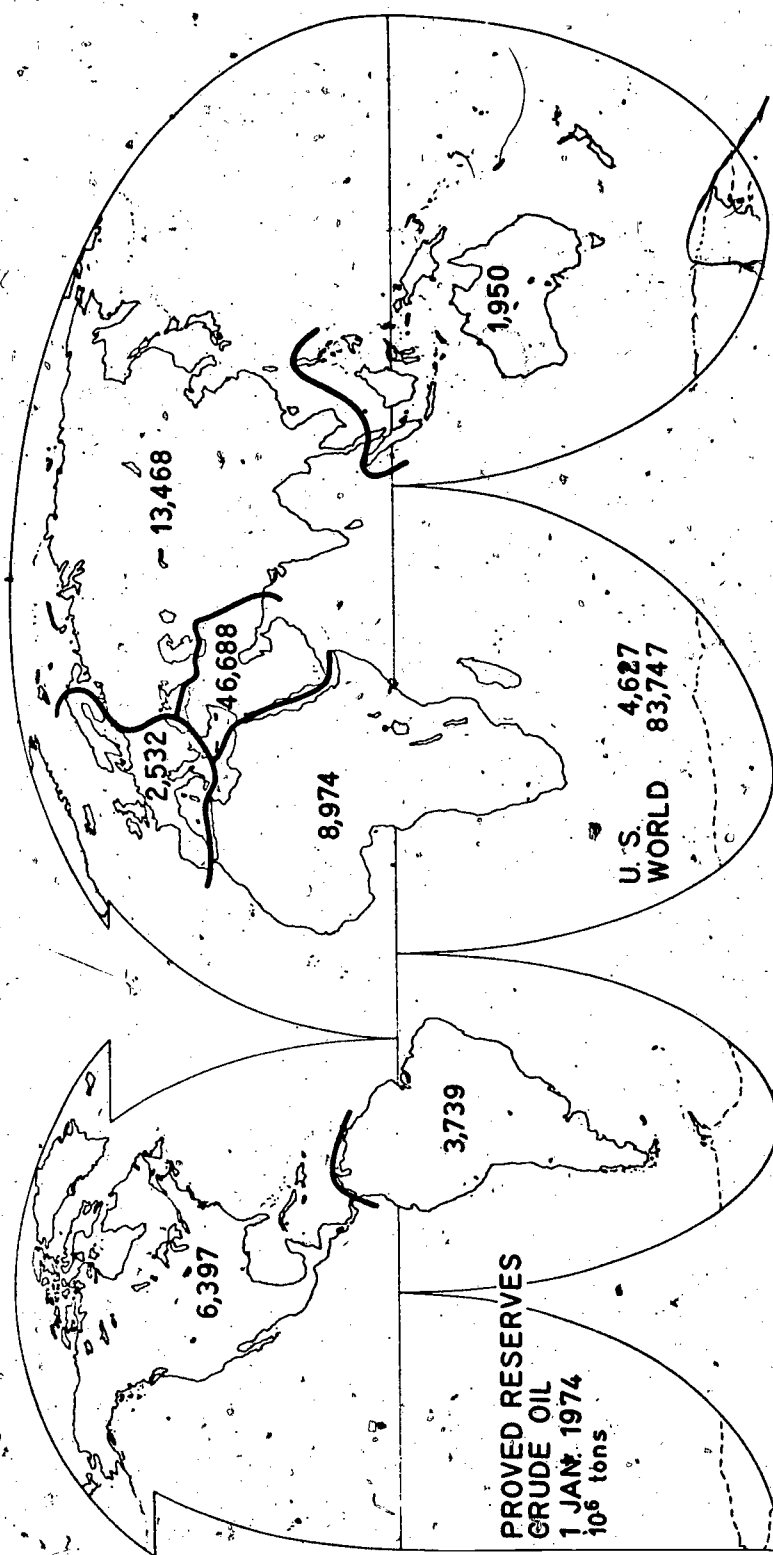 6,397
3,739
2,532
46,688
13,468
8,974
1,950
U.S. 4,627
WORLD 83,747
PROVED RESERVES
CRUDE OIL
1 JAN. 1974
10⁶ tons